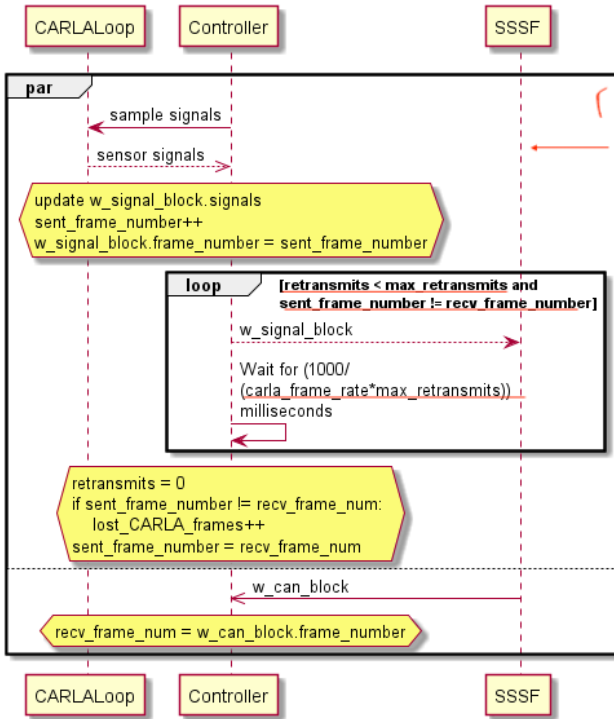 CARLALoop Controller SSSF
par
sample signals
sensor signals
update w_signal_block.signals
sent_frame_number++
w_signal_block.frame_number = sent_frame_number
loop [retransmits < max_retransmits and
sent_frame_number != recv_frame_number]
w_signal_block
Wait for (1000/
(carla_frame_rate*max_retransmits))
milliseconds
retransmits = 0
if sent_frame_number != recv_frame_num:
lost_CARLA_frames++
sent_frame_number = recv_frame_num
w_can_block
recv_frame_num = w_can_block.frame_number
CARLALoop Controller SSSF